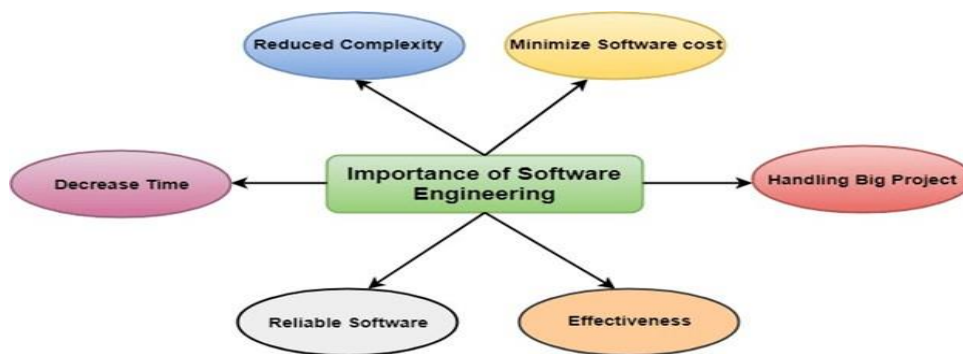 Reduced Complexity
Minimize Software cost
Decrease Time
Importance of Software
Engineering
Handling Big Project
Reliable Software
Effectiveness